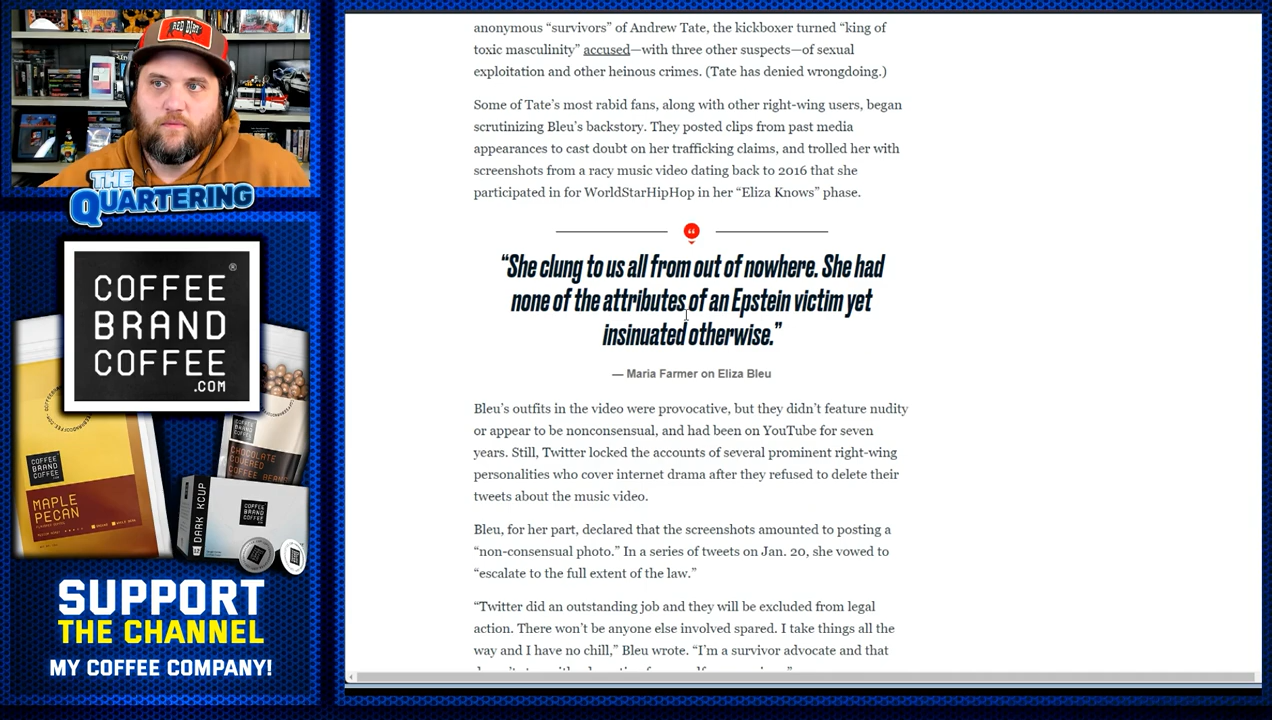 RED DIRT
THE
QUARTERING
COFFEE
BRAND
COFFEE
.COM
®
COFFEE
BRAND
COFFEE
MAPLE
PECAN
CHOCOLATE
COVERED
COFFEE BEANS
DARK KCUP
COFFEE
BRAND
COFFEE
SUPPORT
THE CHANNEL
MY COFFEE COMPANY!
anonymous “survivors” of Andrew Tate, the kickboxer turned “king of
toxic masculinity” accused—with three other suspects—of sexual
exploitation and other heinous crimes. (Tate has denied wrongdoing.)
Some of Tate’s most rabid fans, along with other right-wing users, began
scrutinizing Bleu’s backstory. They posted clips from past media
appearances to cast doubt on her trafficking claims, and trolled her with
screenshots from a racy music video dating back to 2016 that she
participated in for WorldStarHipHop in her “Eliza Knows” phase.
“She clung to us all from out of nowhere. She had
none of the attributes of an Epstein victim yet
insinuated otherwise.”
— Maria Farmer on Eliza Bleu
Bleu’s outfits in the video were provocative, but they didn’t feature nudity
or appear to be nonconsensual, and had been on YouTube for seven
years. Still, Twitter locked the accounts of several prominent right-wing
personalities who cover internet drama after they refused to delete their
tweets about the music video.
Bleu, for her part, declared that the screenshots amounted to posting a
“non-consensual photo.” In a series of tweets on Jan. 20, she vowed to
“escalate to the full extent of the law.”
“Twitter did an outstanding job and they will be excluded from legal
action. There won’t be anyone else involved spared. I take things all the
way and I have no chill,” Bleu wrote. “I’m a survivor advocate and that